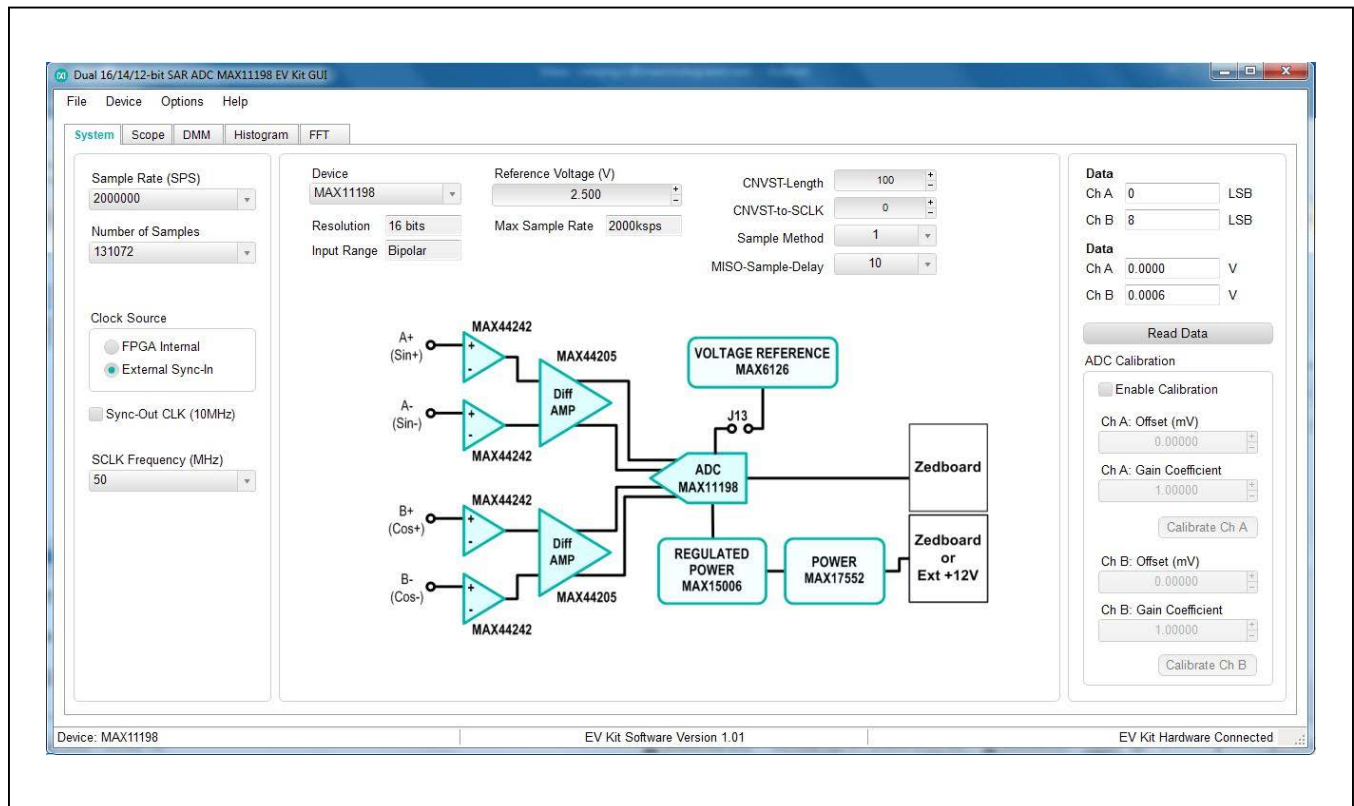 Dual 16/14/12-bit SAR ADC MAX11198 EV Kit GUI
File Device Options Help
System Scope DMM Histogram FFT
Sample Rate (SPS)
2000000
Number of Samples
131072
Clock Source
FPGA Internal
External Sync-In
Sync-Out CLK (10MHz)
SCLK Frequency (MHz)
50
Device
MAX11198
Resolution 16 bits
Input Range Bipolar
Reference Voltage (V)
2.500
Max Sample Rate 2000ksps
CNVST-Length 100
CNVST-to-SCLK 0
Sample Method 1
MISO-Sample-Delay 10
A+
(Sin+)
+
-
MAX44242
A-
(Sin-)
+
-
MAX44242
MAX44205
Diff
AMP
B+
(Cos+)
+
-
MAX44242
B-
(Cos-)
+
-
MAX44242
Diff
AMP
MAX44205
VOLTAGE REFERENCE
MAX6126
J13
ADC
MAX11198
Zedboard
REGULATED
POWER
MAX15006
POWER
MAX17552
Zedboard
or
Ext +12V
Data
Ch A 0 LSB
Ch B 8 LSB
Data
Ch A 0.0000 V
Ch B 0.0006 V
Read Data
ADC Calibration
Enable Calibration
Ch A: Offset (mV)
0.00000
Ch A: Gain Coefficient
1.00000
Calibrate Ch A
Ch B: Offset (mV)
0.00000
Ch B: Gain Coefficient
1.00000
Calibrate Ch B
Device: MAX11198
EV Kit Software Version 1.01
EV Kit Hardware Connected